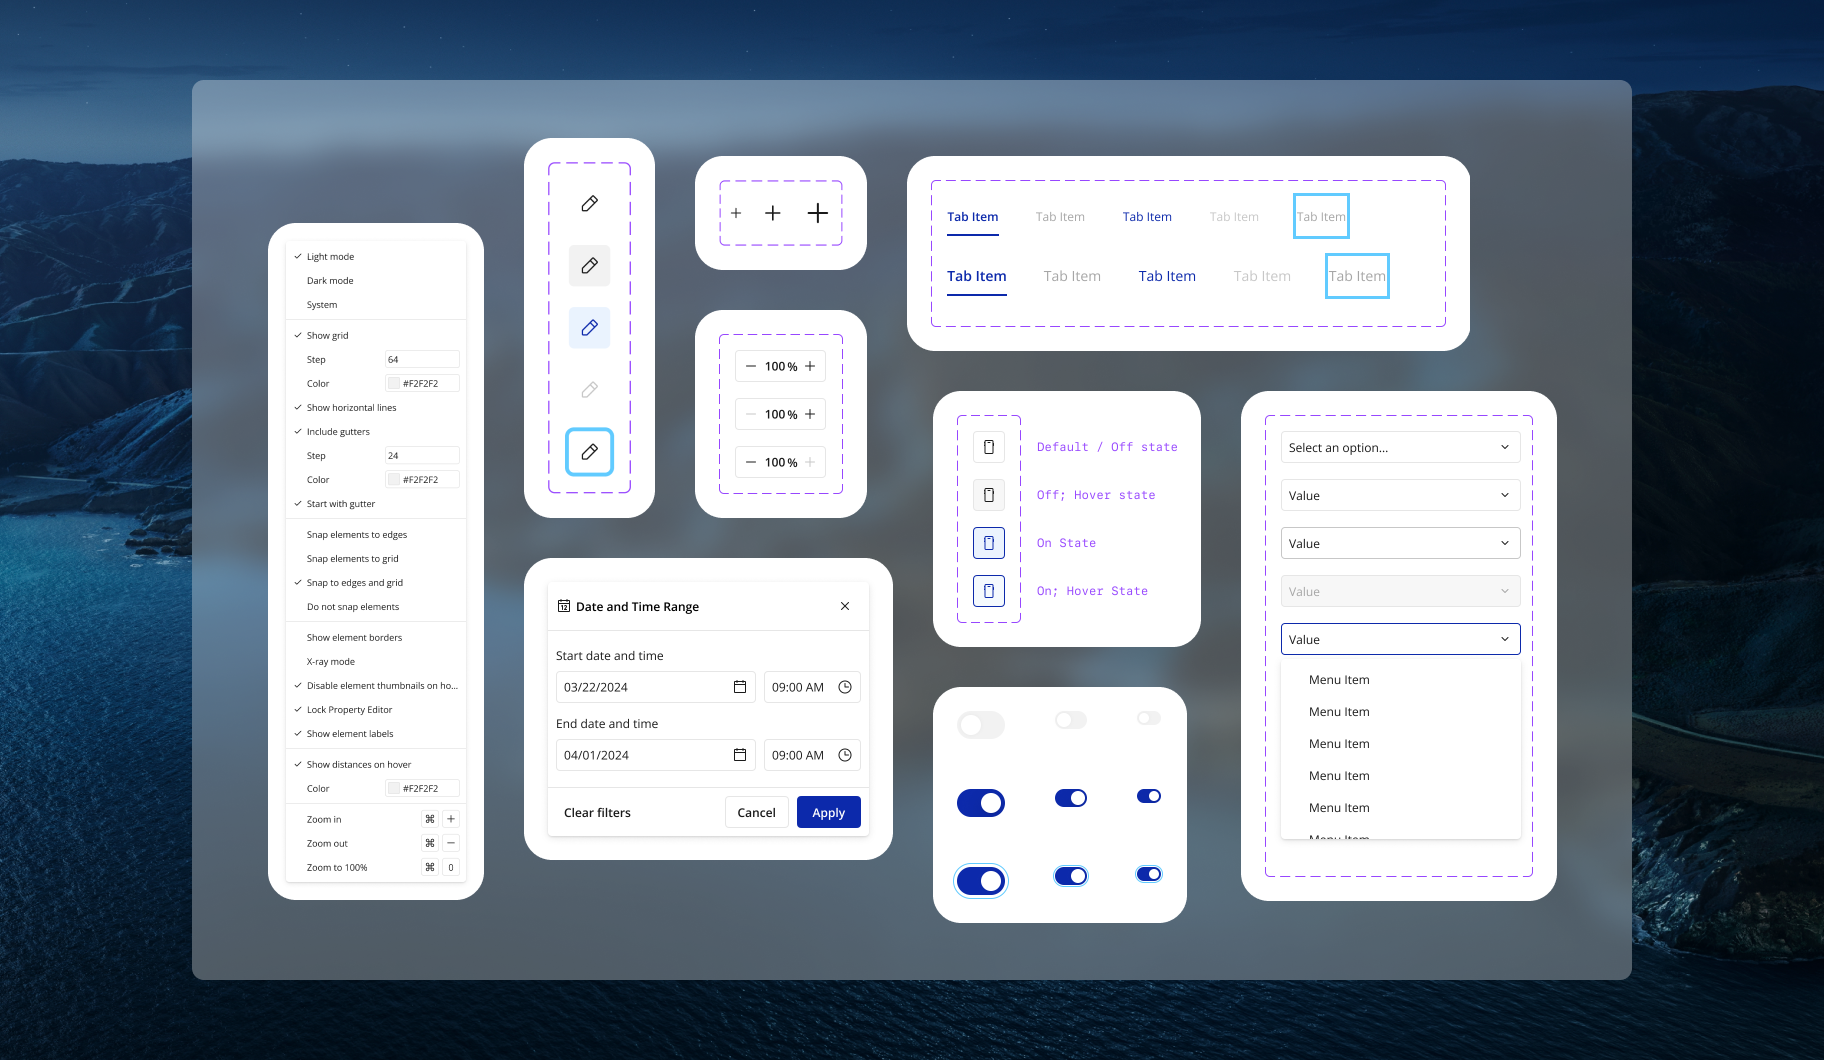 Light mode
Dark mode
System
Show grid
Step 64
Color #F2F2F2
Show horizontal lines
Include gutters
Step 24
Color #F2F2F2
Start with gutter
Snap elements to edges
Snap elements to grid
Snap to edges and grid
Do not snap elements
Show element borders
X-ray mode
Disable element thumbnails on ho...
Lock Property Editor
Show element labels
Show distances on hover
Color #F2F2F2
Zoom in ⌘ +
Zoom out ⌘ −
Zoom to 100% ⌘ 0
− 100 % +
− 100 % +
− 100 % +
12 Date and Time Range
Start date and time
03/22/2024 09:00 AM
End date and time
04/01/2024 09:00 AM
Clear filters Cancel Apply
Tab Item Tab Item Tab Item Tab Item Tab Item
Tab Item Tab Item Tab Item Tab Item Tab Item
Default / Off state
Off; Hover state
On State
On; Hover State
Select an option...
Value
Value
Value
Value
Menu Item
Menu Item
Menu Item
Menu Item
Menu Item
Menu Item